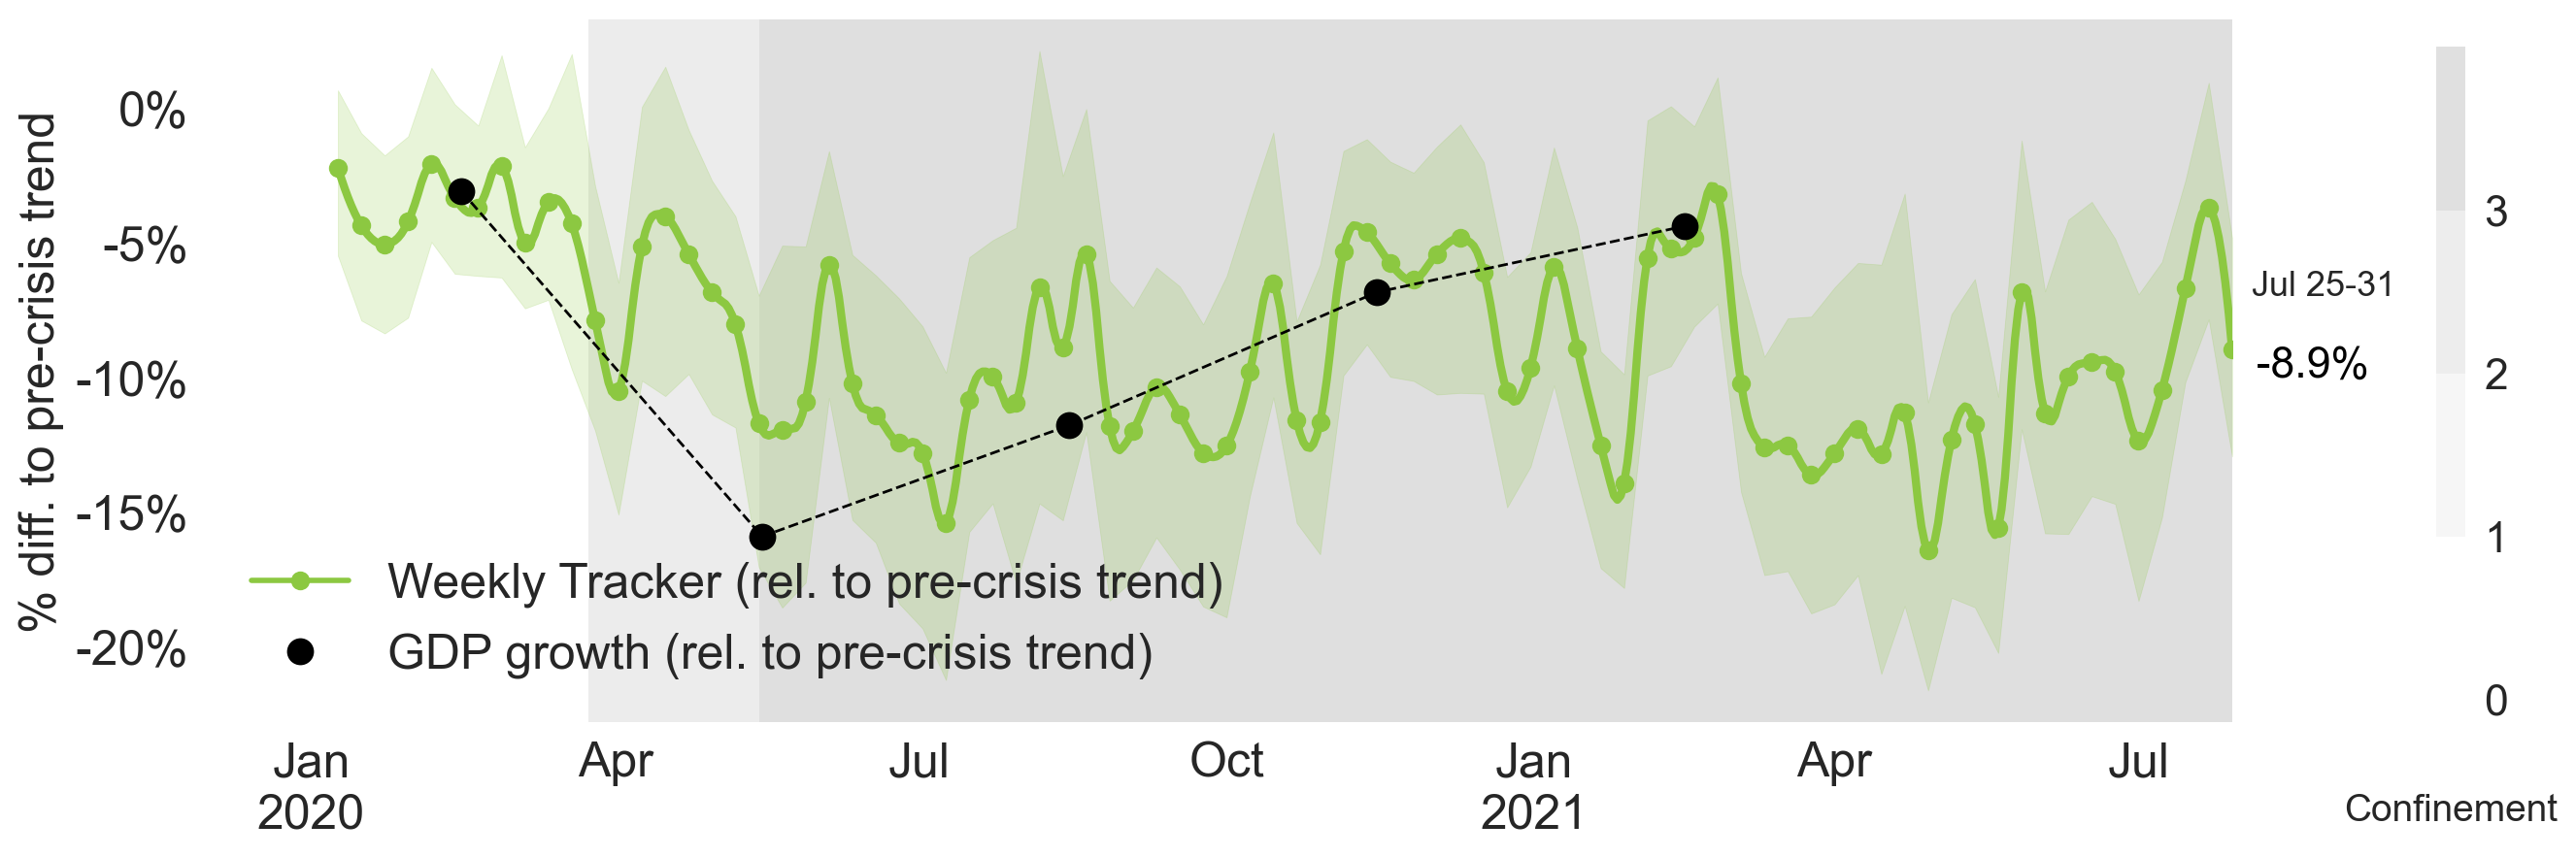 % diff. to pre-crisis trend
0%
-5%
-10%
-15%
-20%
Weekly Tracker (rel. to pre-crisis trend)
GDP growth (rel. to pre-crisis trend)
Jan
2020
Apr
Jul
Oct
Jan
2021
Apr
Jul
Jul 25-31
-8.9%
3
2
1
0
Confinement